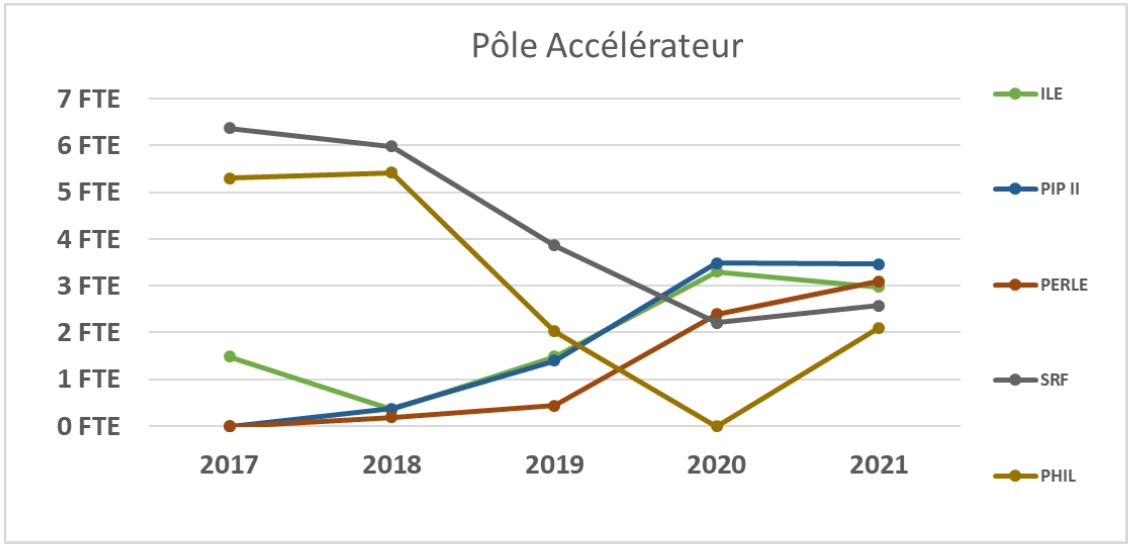 Pôle Accélérateur
7 FTE
6 FTE
5 FTE
4 FTE
3 FTE
2 FTE
1 FTE
0 FTE
2017 2018 2019 2020 2021
ILE
PIP II
PERLE
SRF
PHIL